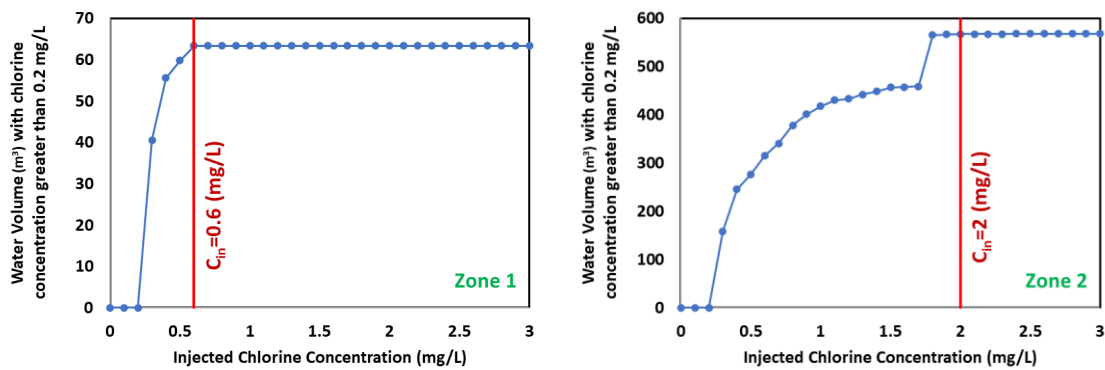 Water Volume (m³) with chlorine
concentration greater than 0.2 mg/L
70
60
50
40
30
20
10
0
C_in=0.6 (mg/L)
Zone 1
0 0.5 1 1.5 2 2.5 3
Injected Chlorine Concentration (mg/L)
Water Volume (m³) with chlorine
concentration greater than 0.2 mg/L
600
500
400
300
200
100
0
C_in=2 (mg/L)
Zone 2
0 0.5 1 1.5 2 2.5 3
Injected Chlorine Concentration (mg/L)